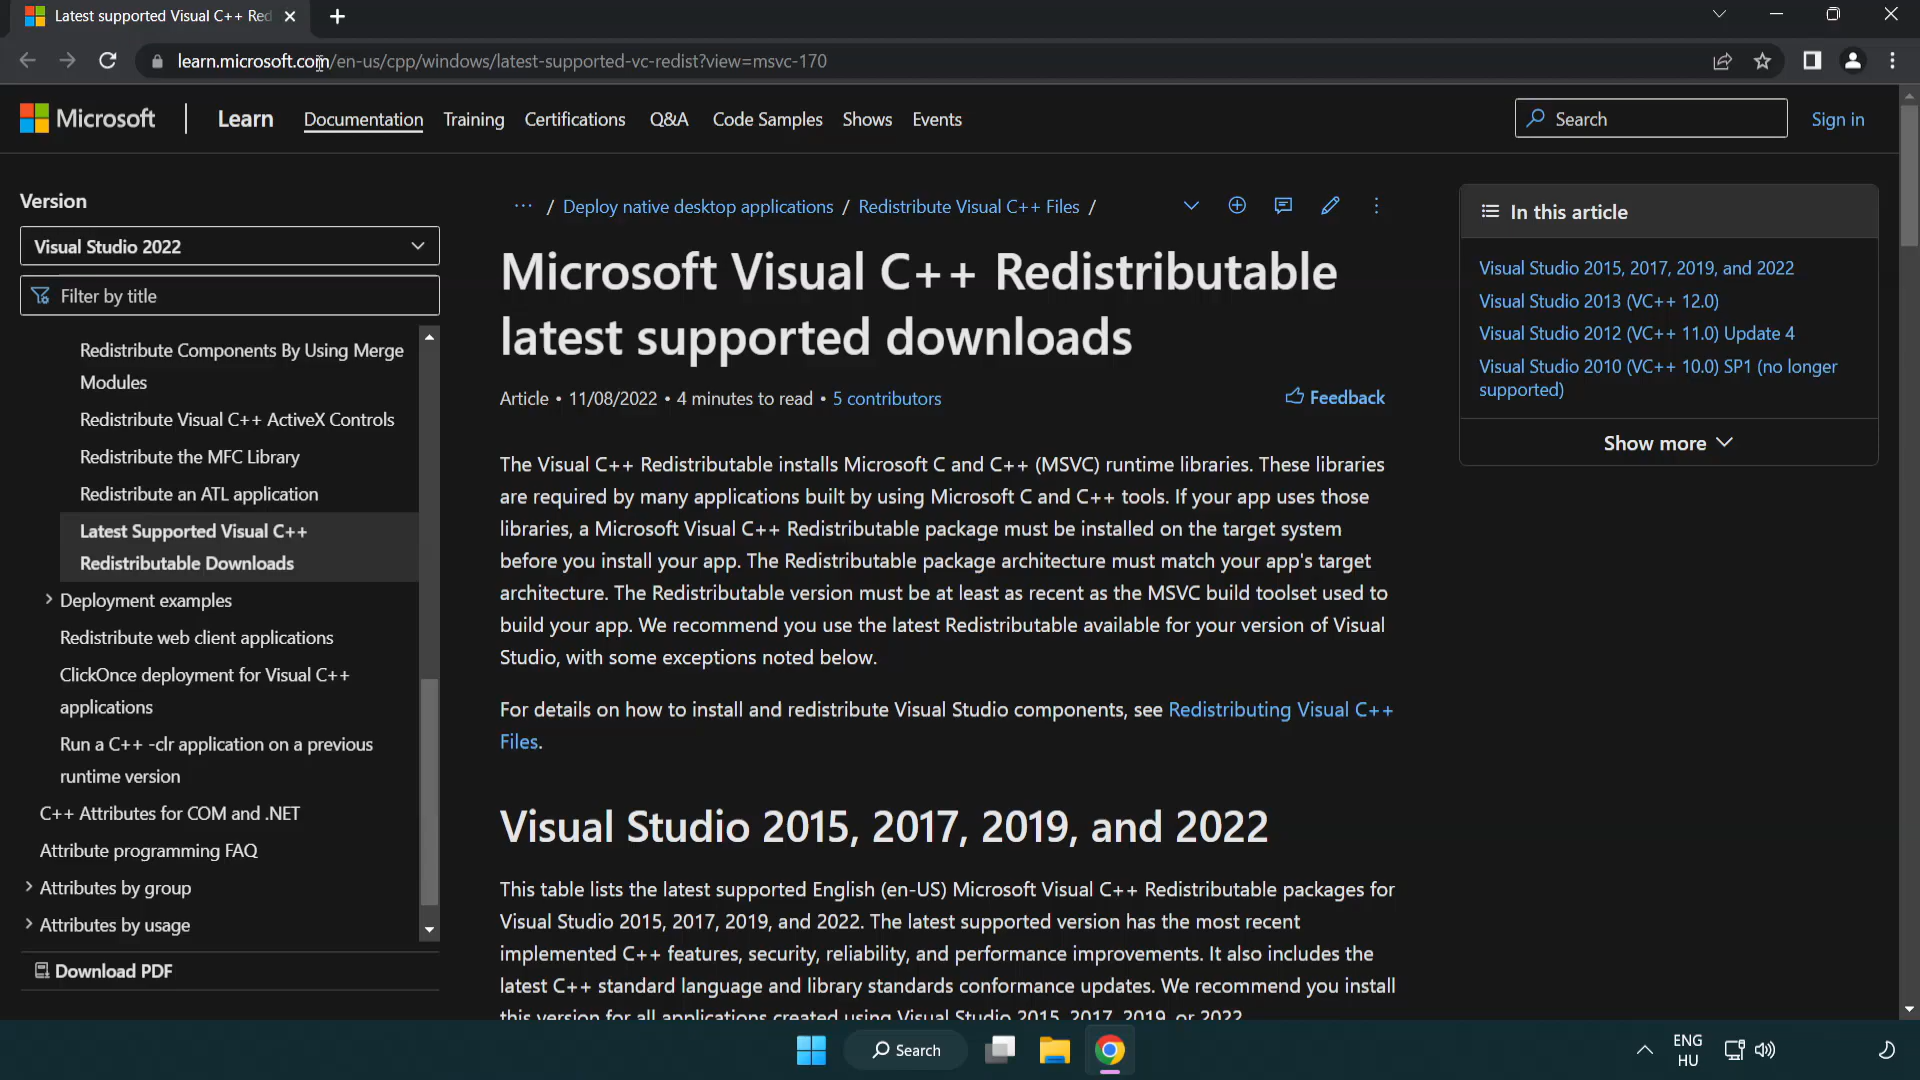 Latest supported Visual C++ Red
learn.microsoft.com/en-us/cpp/windows/latest-supported-vc-redist?view=msvc-170
Microsoft
Learn
Documentation
Training
Certifications
Q&A
Code Samples
Shows
Events
Search
Sign in
Version
Visual Studio 2022
Filter by title
Redistribute Components By Using Merge
Modules
Redistribute Visual C++ ActiveX Controls
Redistribute the MFC Library
Redistribute an ATL application
Latest Supported Visual C++
Redistributable Downloads
Deployment examples
Redistribute web client applications
ClickOnce deployment for Visual C++
applications
Run a C++ -clr application on a previous
runtime version
C++ Attributes for COM and .NET
Attribute programming FAQ
Attributes by group
Attributes by usage
Download PDF
··· / Deploy native desktop applications / Redistribute Visual C++ Files /
Microsoft Visual C++ Redistributable
latest supported downloads
Article • 11/08/2022 • 4 minutes to read • 5 contributors
Feedback
The Visual C++ Redistributable installs Microsoft C and C++ (MSVC) runtime libraries. These libraries
are required by many applications built by using Microsoft C and C++ tools. If your app uses those
libraries, a Microsoft Visual C++ Redistributable package must be installed on the target system
before you install your app. The Redistributable package architecture must match your app's target
architecture. The Redistributable version must be at least as recent as the MSVC build toolset used to
build your app. We recommend you use the latest Redistributable available for your version of Visual
Studio, with some exceptions noted below.
For details on how to install and redistribute Visual Studio components, see Redistributing Visual C++
Files.
Visual Studio 2015, 2017, 2019, and 2022
This table lists the latest supported English (en-US) Microsoft Visual C++ Redistributable packages for
Visual Studio 2015, 2017, 2019, and 2022. The latest supported version has the most recent
implemented C++ features, security, reliability, and performance improvements. It also includes the
latest C++ standard language and library standards conformance updates. We recommend you install
this version for all applications created using Visual Studio 2015, 2017, 2019, or 2022.
In this article
Visual Studio 2015, 2017, 2019, and 2022
Visual Studio 2013 (VC++ 12.0)
Visual Studio 2012 (VC++ 11.0) Update 4
Visual Studio 2010 (VC++ 10.0) SP1 (no longer
supported)
Show more
Search
ENG
HU